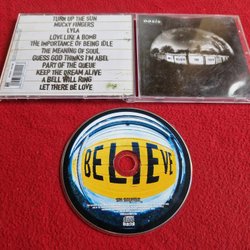 TURN UP THE SUN
MUCKY FINGERS
LYLA
LOVE LIKE A BOMB
THE IMPORTANCE OF BEING IDLE
THE MEANING OF SOUL
GUESS GOD THINKS I'M ABEL
PART OF THE QUEUE
KEEP THE DREAM ALIVE
A BELL WILL RING
LET THERE BE LOVE
oasis
BELIEVE